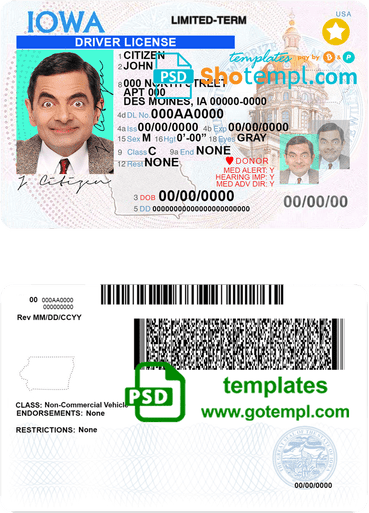 IOWA
LIMITED-TERM
USA
DRIVER LICENSE
1 CITIZEN
2 JOHN
templates
pay by B & P
PSD
Shotempl.com
8 000 NORTH STREET
APT 000
DES MOINES, IA 00000-0000
4d DL No. 000AA0000
4a Iss 00/00/0000 4b Exp 00/00/0000
15 Sex M 16 Hgt 0'-00" 18 Eyes GRAY
9 Class C 9a End NONE
12 Rest NONE
DONOR
MED ALERT: Y
HEARING IMP: Y
MED ADV DIR: Y
J. Citizen
3 DOB 00/00/0000
00/00/00
5 DD 0000000000000000000000
00 000AA0000
000000000
Rev MM/DD/CCYY
PSD
templates
www.gotempl.com
CLASS: Non-Commercial Vehicle
ENDORSEMENTS: None
RESTRICTIONS: None
00/00/0000